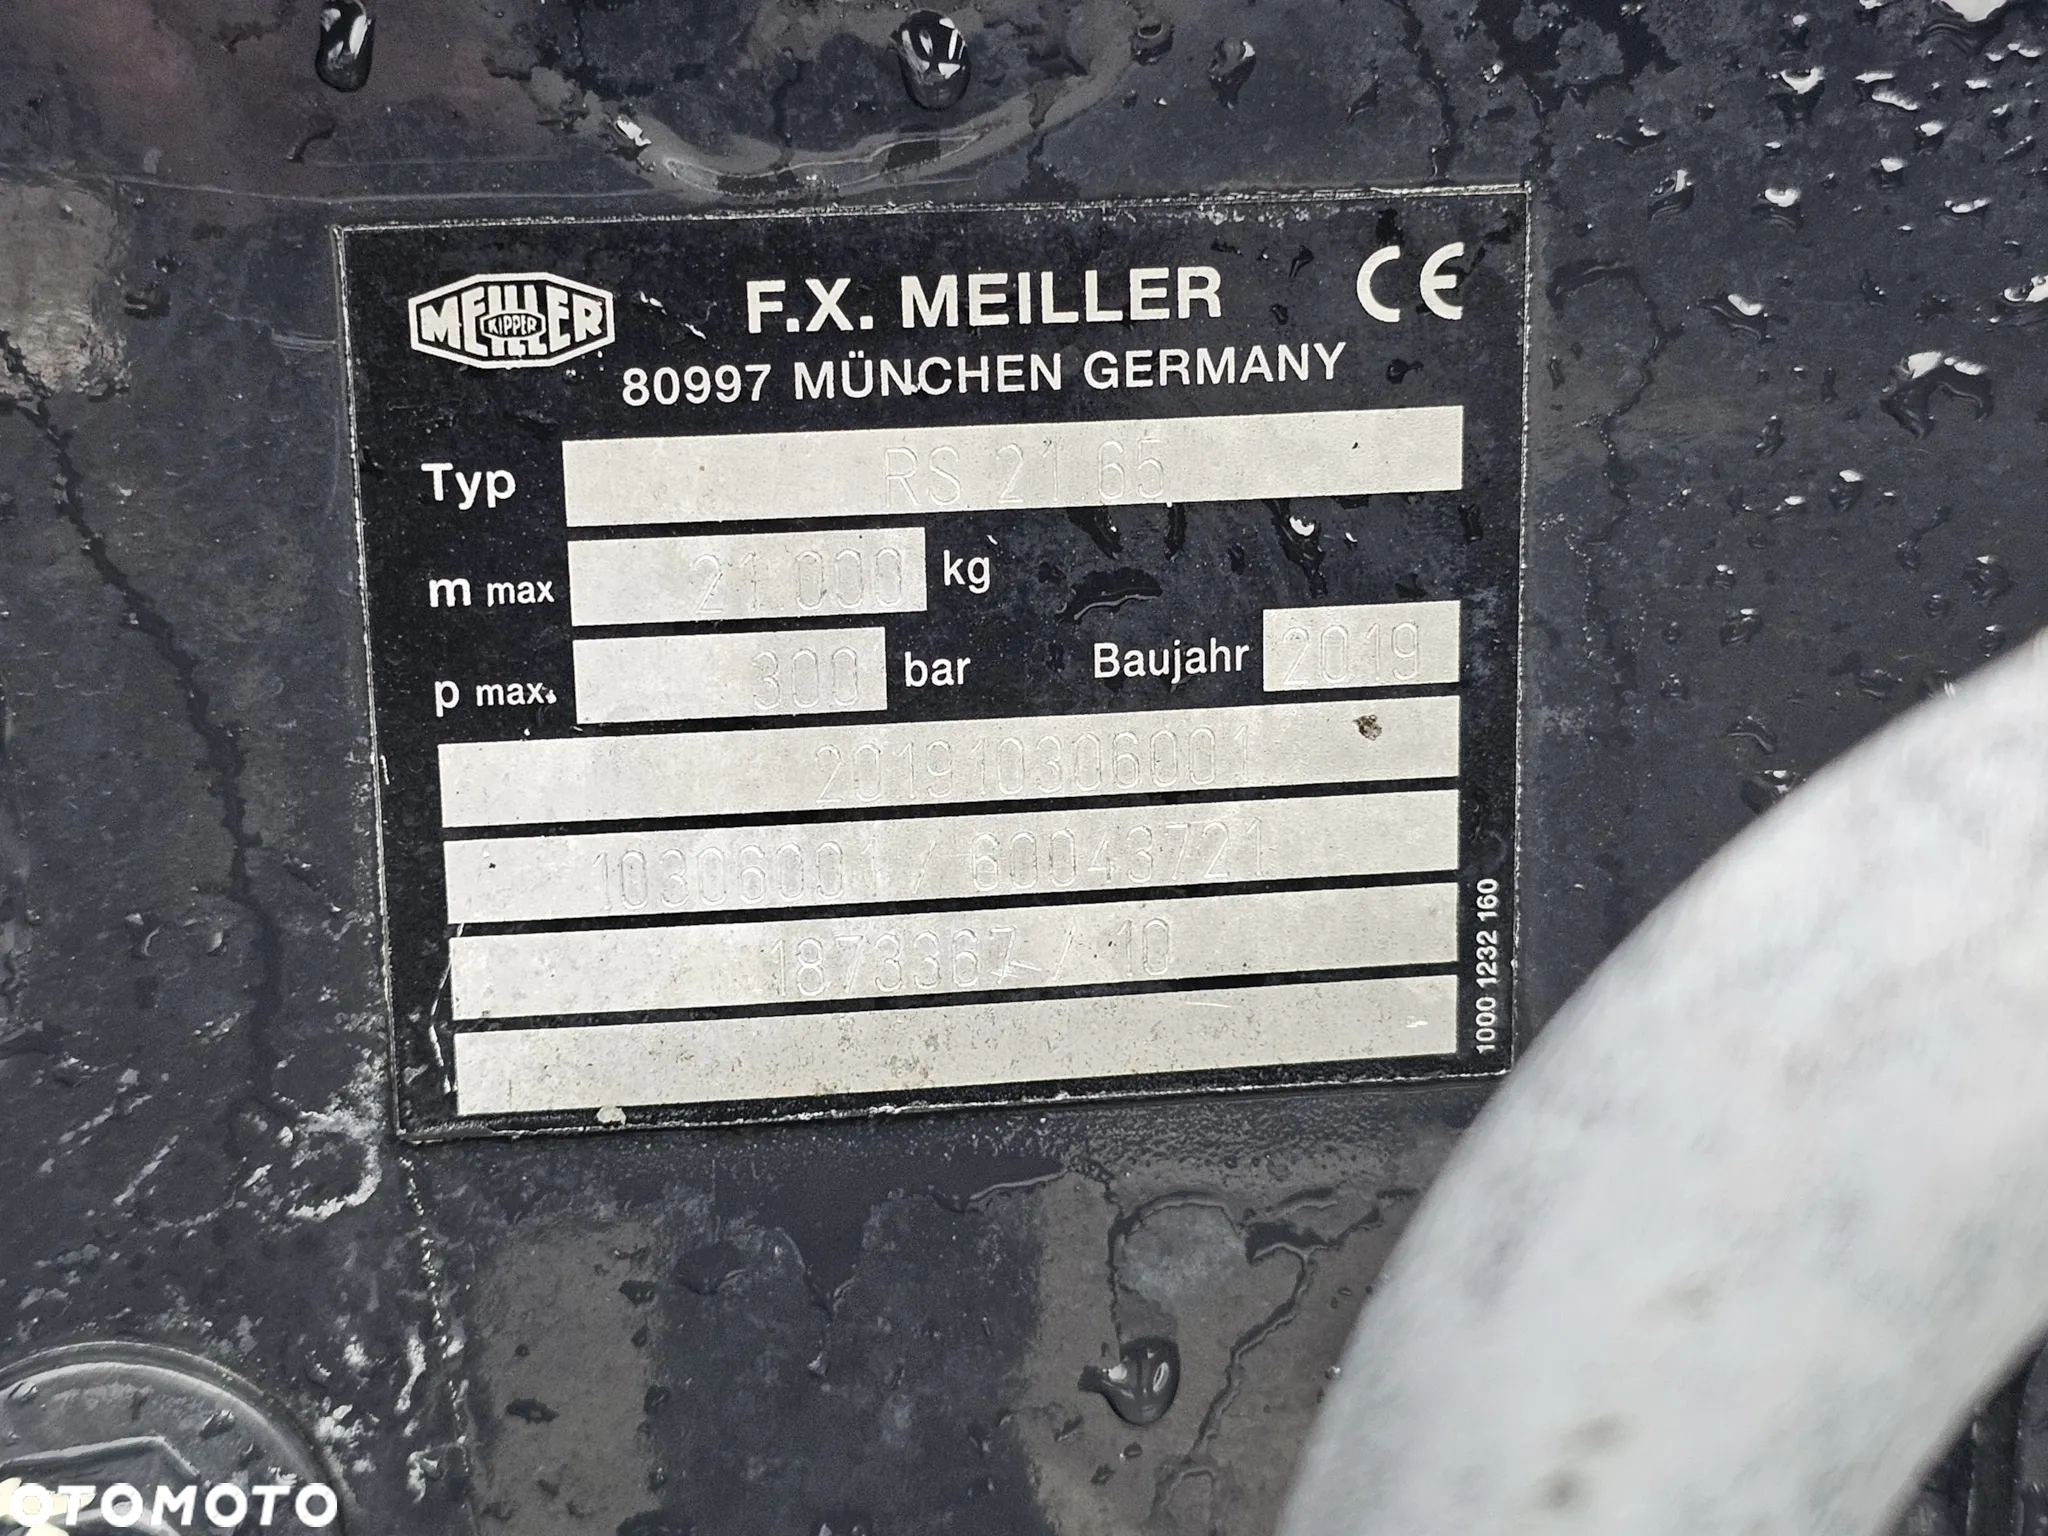 MEILLER
KIPPER
F.X. MEILLER
CE
80997 MÜNCHEN GERMANY
Typ RS 21.65
m max 21.000 kg
p max. 300 bar Baujahr 2019
201910306001
10306001 / 60043721
1873367 / 10
1000 1232 160
OTOMOTO